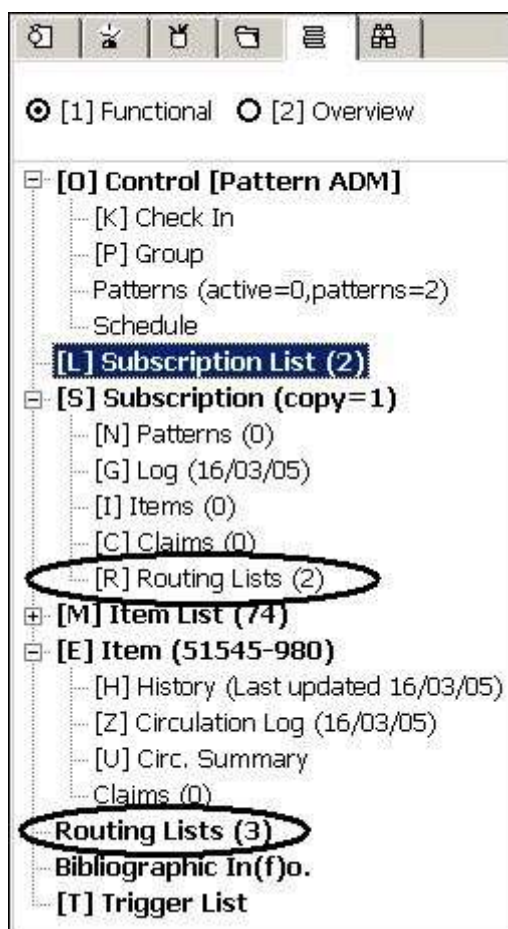 [1] Functional [2] Overview
[O] Control [Pattern ADM]
[K] Check In
[P] Group
Patterns (active=0,patterns=2)
Schedule
[L] Subscription List (2)
[S] Subscription (copy=1)
[N] Patterns (0)
[G] Log (16/03/05)
[I] Items (0)
[C] Claims (0)
[R] Routing Lists (2)
[M] Item List (74)
[E] Item (51545-980)
[H] History (Last updated 16/03/05)
[Z] Circulation Log (16/03/05)
[U] Circ. Summary
Claims (0)
Routing Lists (3)
Bibliographic In(f)o.
[T] Trigger List